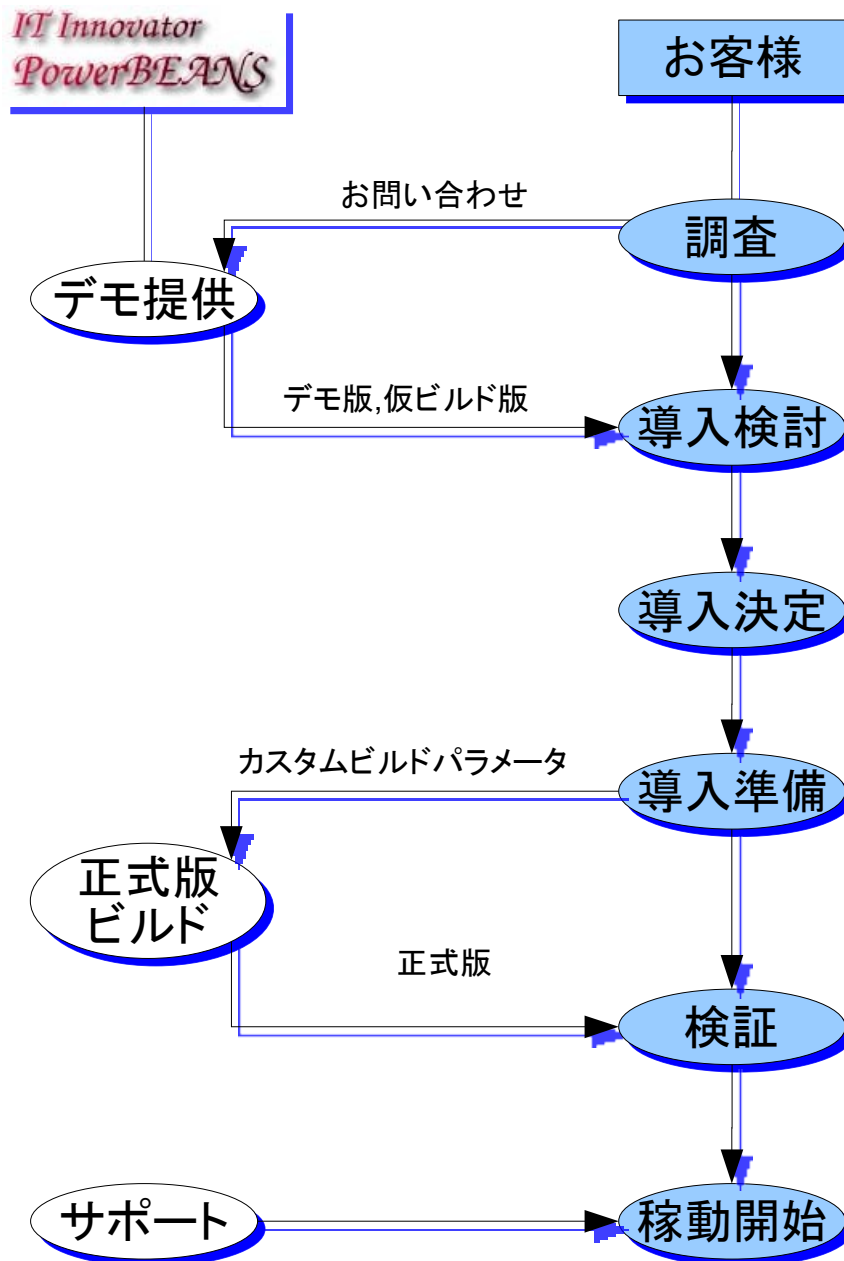 IT Innovator
PowerBEANS
お客様
お問い合わせ
調査
デモ提供
デモ版,仮ビルド版
導入検討
導入決定
カスタムビルドパラメータ
導入準備
正式版
ビルド
正式版
検証
サポート
稼動開始